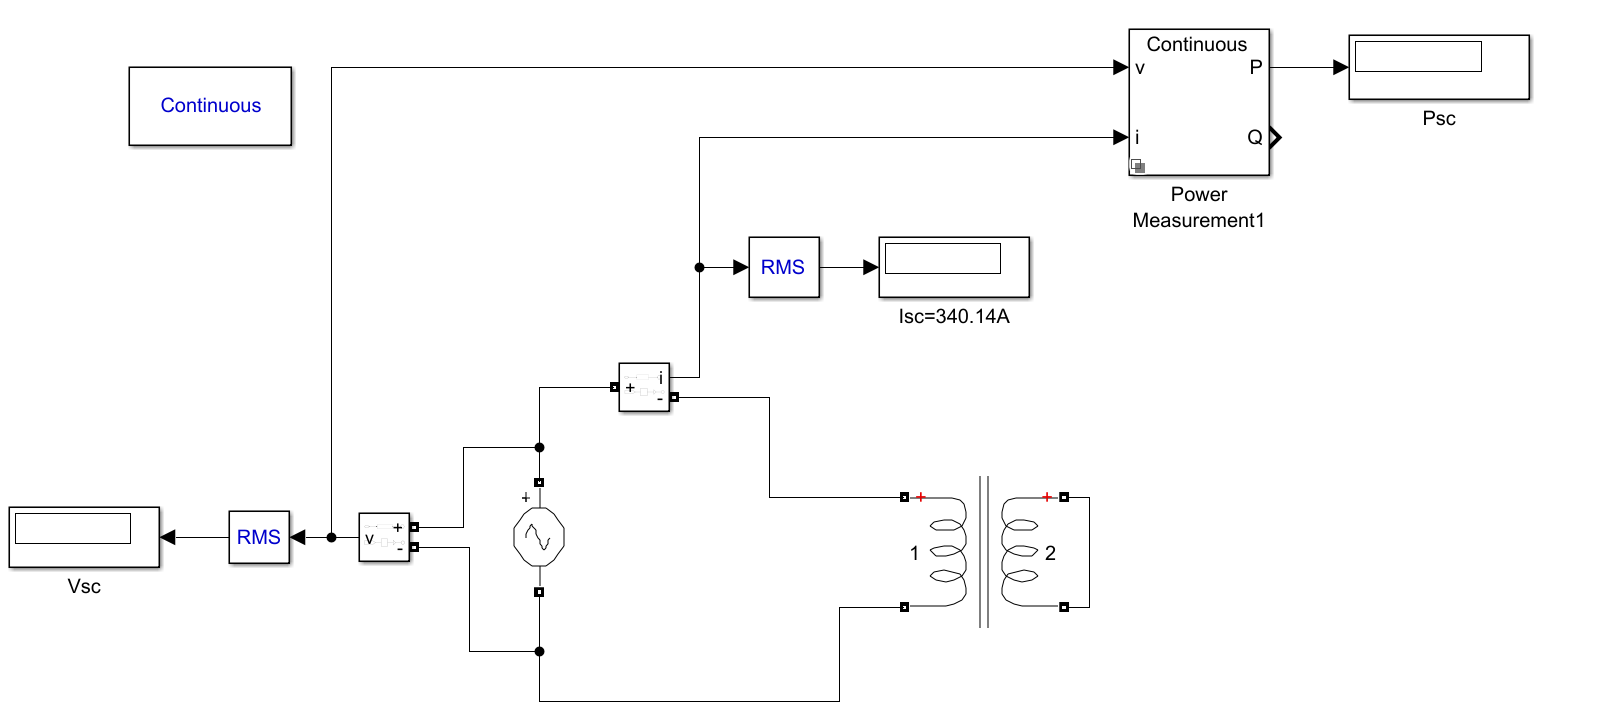 Continuous
v
P
i
Q
Power
Measurement1
Psc
Continuous
RMS
Isc=340.14A
+
i
-
+
Vsc
RMS
v
+
-
+
+
1
2